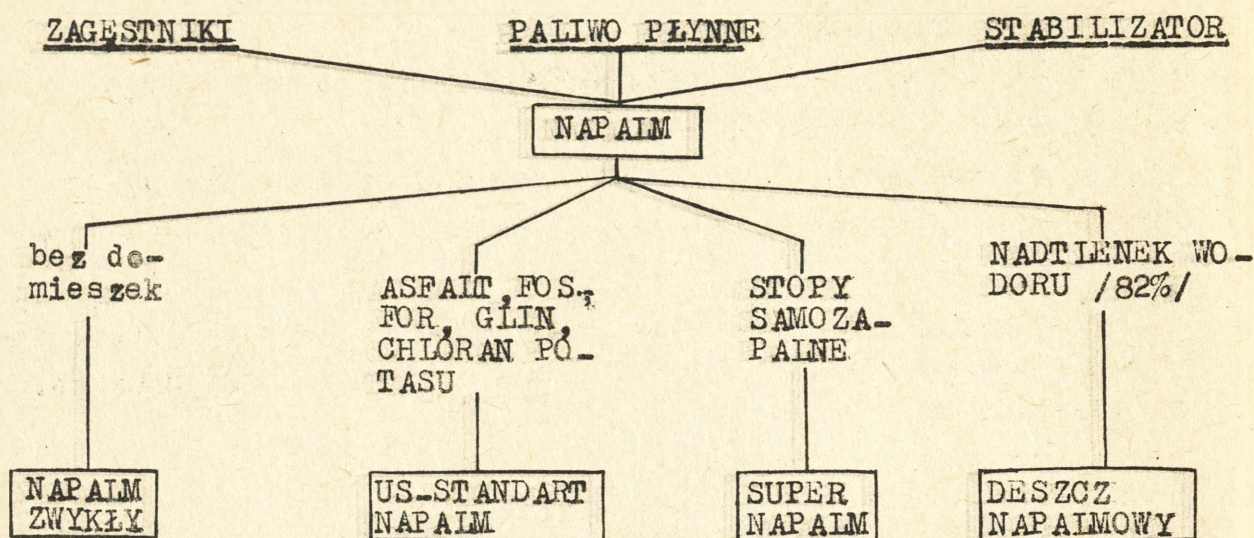 ZAGĘSTNIKI
PALIWO PŁYNNE
STABILIZATOR
NAPALM
bez do-
mieszek
ASFALT, FOS-
FOR, GLIN,
CHLORAN PO-
TASU
STOPY
SAMOZA-
PALNE
NADTLENEK WO-
DORU /82%/
NAPALM
ZWYKŁY
US-STANDART
NAPALM
SUPER
NAPALM
DESZCZ
NAPALMOWY